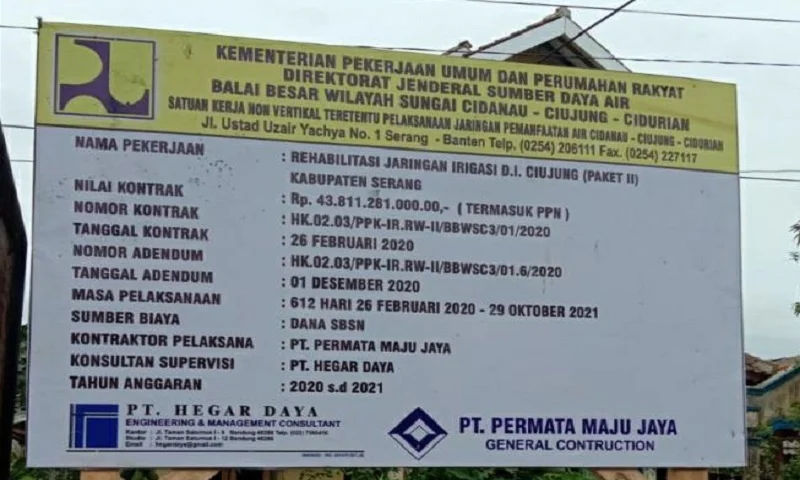 KEMENTERIAN PEKERJAAN UMUM DAN PERUMAHAN RAKYAT
DIREKTORAT JENDERAL SUMBER DAYA AIR
BALAI BESAR WILAYAH SUNGAI CIDANAU - CIUJUNG - CIDURIAN
SATUAN KERJA NON VERTIKAL TERETENTU PELAKSANAAN JARINGAN PEMANFAATAN AIR CIDANAU - CIUJUNG - CIDURIAN
Jl. Ustad Uzair Yachya No. 1 Serang - Banten Telp. (0254) 206111 Fax. (0254) 227117
NAMA PEKERJAAN : REHABILITASI JARINGAN IRIGASI D.I. CIUJUNG (PAKET II)
KABUPATEN SERANG
NILAI KONTRAK : Rp. 43.811.281.000.00,- ( TERMASUK PPN )
NOMOR KONTRAK : HK.02.03/PPK-IR.RW-II/BBWSC3/01/2020
TANGGAL KONTRAK : 26 FEBRUARI 2020
NOMOR ADENDUM : HK.02.03/PPK-IR.RW-II/BBWSC3/01.6/2020
TANGGAL ADENDUM : 01 DESEMBER 2020
MASA PELAKSANAAN : 612 HARI 26 FEBRUARI 2020 - 29 OKTOBER 2021
SUMBER BIAYA : DANA SBSN
KONTRAKTOR PELAKSANA : PT. PERMATA MAJU JAYA
KONSULTAN SUPERVISI : PT. HEGAR DAYA
TAHUN ANGGARAN : 2020 s.d 2021
PT. HEGAR DAYA
ENGINEERING & MANAGEMENT CONSULTANT
PT. PERMATA MAJU JAYA
GENERAL CONSTRUCTION